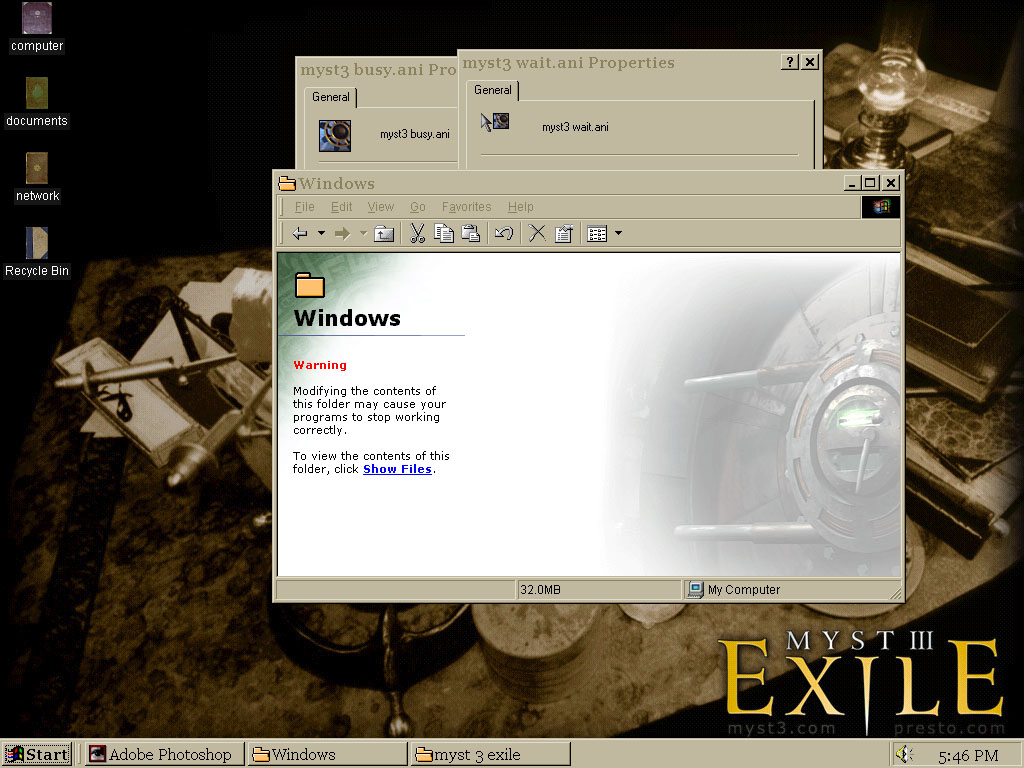 computer
documents
network
Recycle Bin
myst3 busy.ani Pro
General
myst3 busy.ani
myst3 wait.ani Properties
General
myst3 wait.ani
Windows
File Edit View Go Favorites Help
Windows
Warning
Modifying the contents of
this folder may cause your
programs to stop working
correctly.
To view the contents of this
folder, click Show Files.
32.0MB
My Computer
MYST III
EXILE
myst3.com presto.com
Start
Adobe Photoshop
Windows
myst 3 exile
5:46 PM